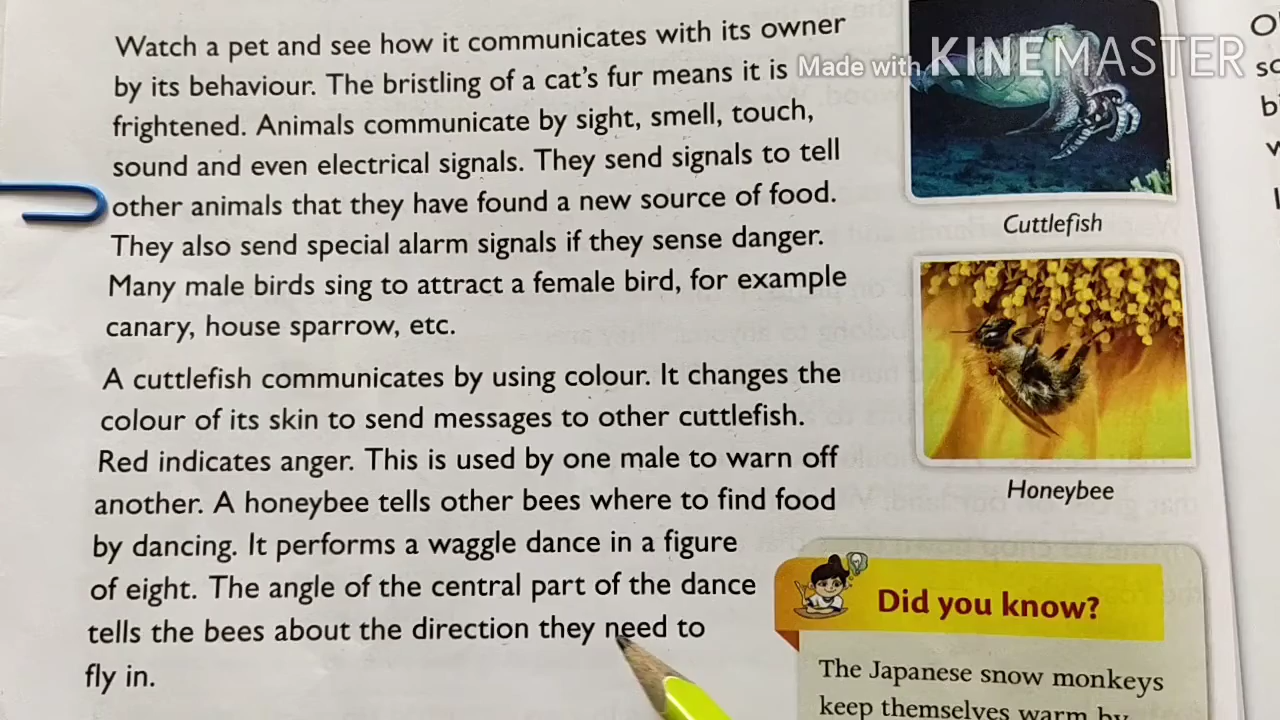 Watch a pet and see how it communicates with its owner
by its behaviour. The bristling of a cat's fur means it is
frightened. Animals communicate by sight, smell, touch,
sound and even electrical signals. They send signals to tell
other animals that they have found a new source of food.
They also send special alarm signals if they sense danger.
Many male birds sing to attract a female bird, for example
canary, house sparrow, etc.
A cuttlefish communicates by using colour. It changes the
colour of its skin to send messages to other cuttlefish.
Red indicates anger. This is used by one male to warn off
another. A honeybee tells other bees where to find food
by dancing. It performs a waggle dance in a figure
of eight. The angle of the central part of the dance
tells the bees about the direction they need to
fly in.
Made with KINEMASTER
Cuttlefish
Honeybee
Did you know?
The Japanese snow monkeys
keep themselves warm by